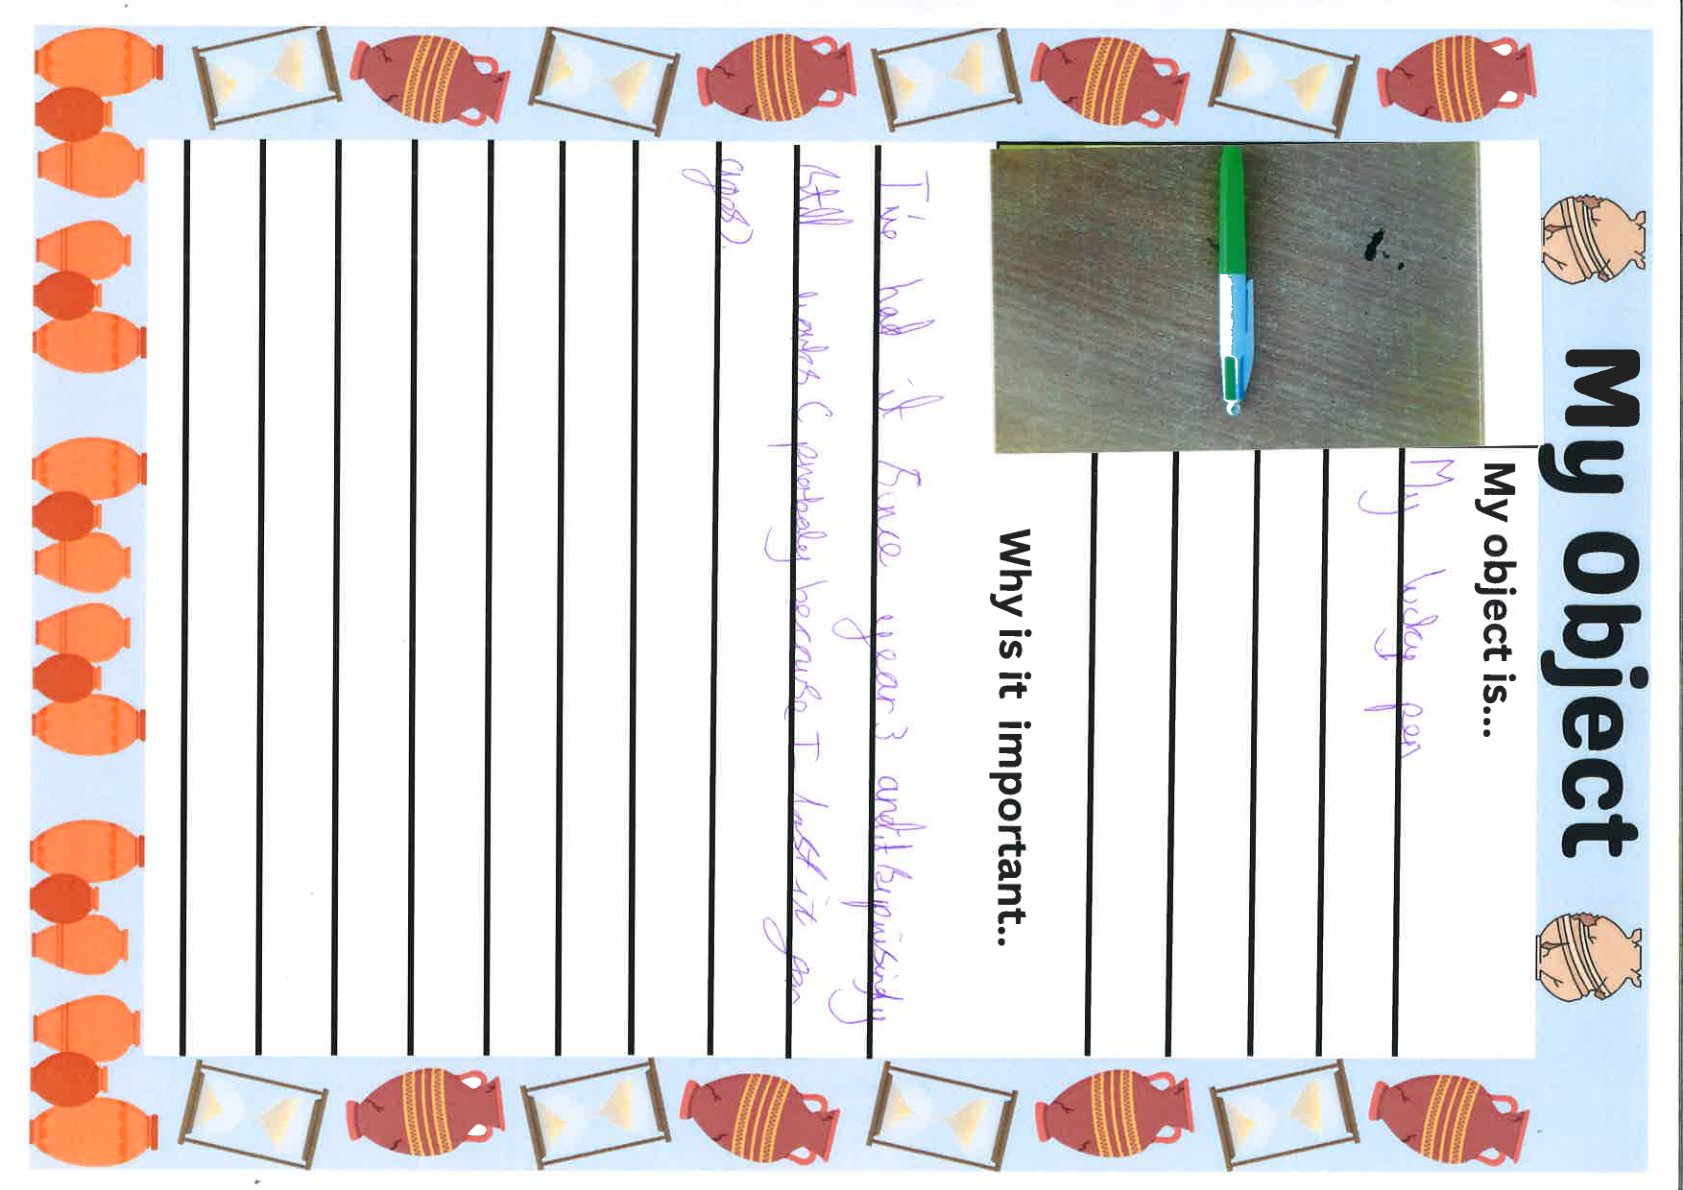 My Object
My object is...
My lucky pen
Why is it important..
I've had it since year 3 and it suprisingly
still works (probaly because I lost it for
ages).